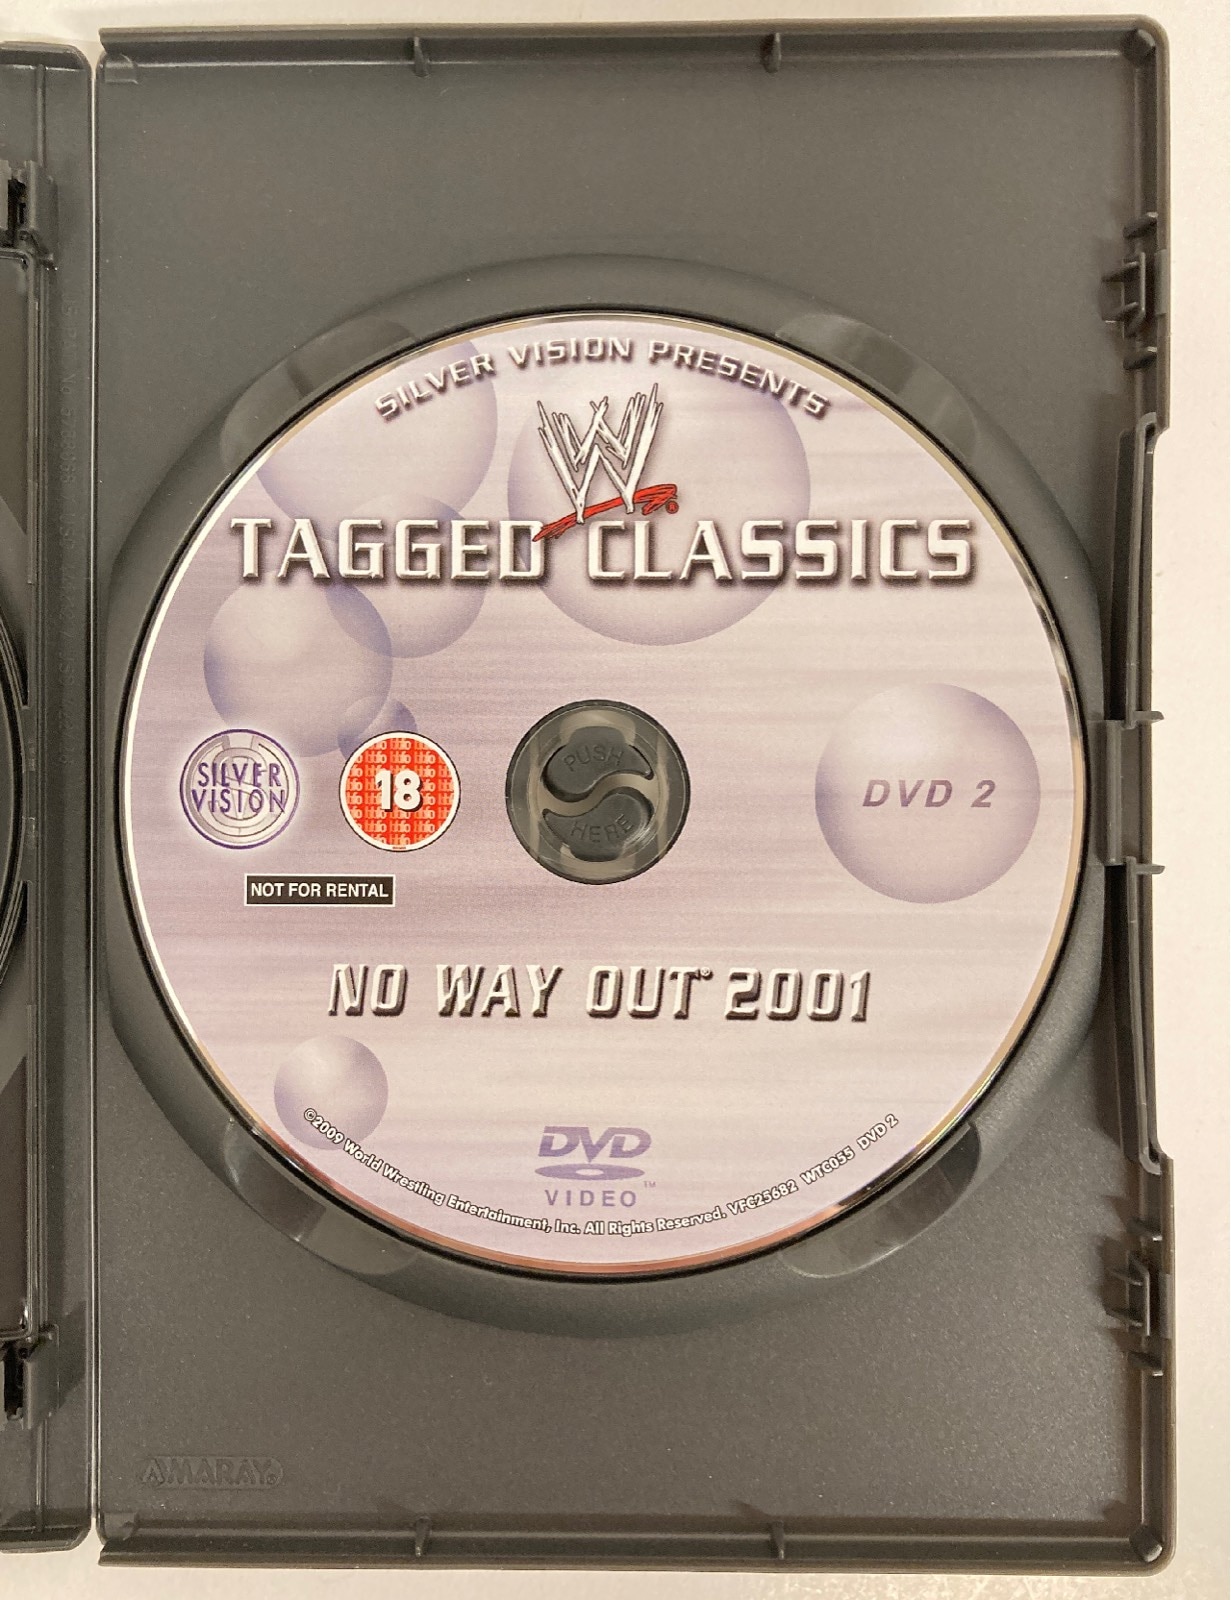 SILVER VISION PRESENTS
W®
TAGGED CLASSICS
SILVER
VISION
18
PUSH
HERE
DVD 2
NOT FOR RENTAL
NO WAY OUT® 2001
DVD
VIDEO™
©2009 World Wrestling Entertainment, Inc. All Rights Reserved. VFC25682 WTC055 DVD 2
AMARAY®